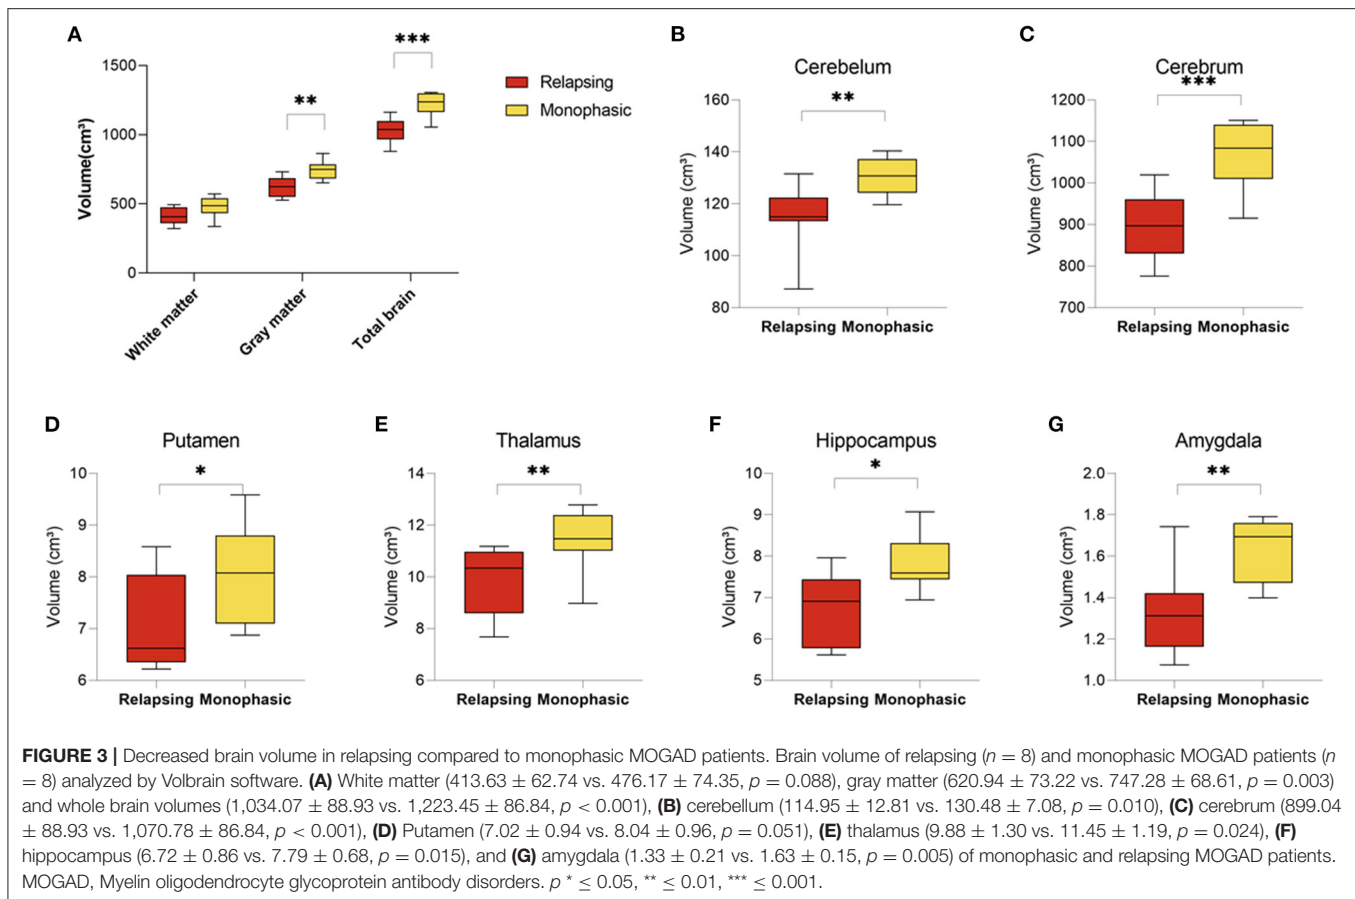 A
***
1500
**
1000
Volume(cm³)
500
0
White matter
Gray matter
Total brain
Relapsing
Monophasic
B
Cerebelum
**
160
140
120
100
80
Volume (cm³)
Relapsing Monophasic
C
Cerebrum
***
1200
1100
1000
900
800
700
Volume (cm³)
Relapsing Monophasic
D
Putamen
*
10
9
8
7
6
Volume (cm³)
Relapsing Monophasic
E
Thalamus
**
14
12
10
8
6
Volume (cm³)
Relapsing Monophasic
F
Hippocampus
*
10
9
8
7
6
5
Volume (cm³)
Relapsing Monophasic
G
Amygdala
**
2.0
1.8
1.6
1.4
1.2
1.0
Volume (cm³)
Relapsing Monophasic
FIGURE 3 | Decreased brain volume in relapsing compared to monophasic MOGAD patients. Brain volume of relapsing (n = 8) and monophasic MOGAD patients (n
= 8) analyzed by Volbrain software. (A) White matter (413.63 ± 62.74 vs. 476.17 ± 74.35, p = 0.088), gray matter (620.94 ± 73.22 vs. 747.28 ± 68.61, p = 0.003)
and whole brain volumes (1,034.07 ± 88.93 vs. 1,223.45 ± 86.84, p < 0.001), (B) cerebellum (114.95 ± 12.81 vs. 130.48 ± 7.08, p = 0.010), (C) cerebrum (899.04
± 88.93 vs. 1,070.78 ± 86.84, p < 0.001), (D) Putamen (7.02 ± 0.94 vs. 8.04 ± 0.96, p = 0.051), (E) thalamus (9.88 ± 1.30 vs. 11.45 ± 1.19, p = 0.024), (F)
hippocampus (6.72 ± 0.86 vs. 7.79 ± 0.68, p = 0.015), and (G) amygdala (1.33 ± 0.21 vs. 1.63 ± 0.15, p = 0.005) of monophasic and relapsing MOGAD patients.
MOGAD, Myelin oligodendrocyte glycoprotein antibody disorders. p * ≤ 0.05, ** ≤ 0.01, *** ≤ 0.001.